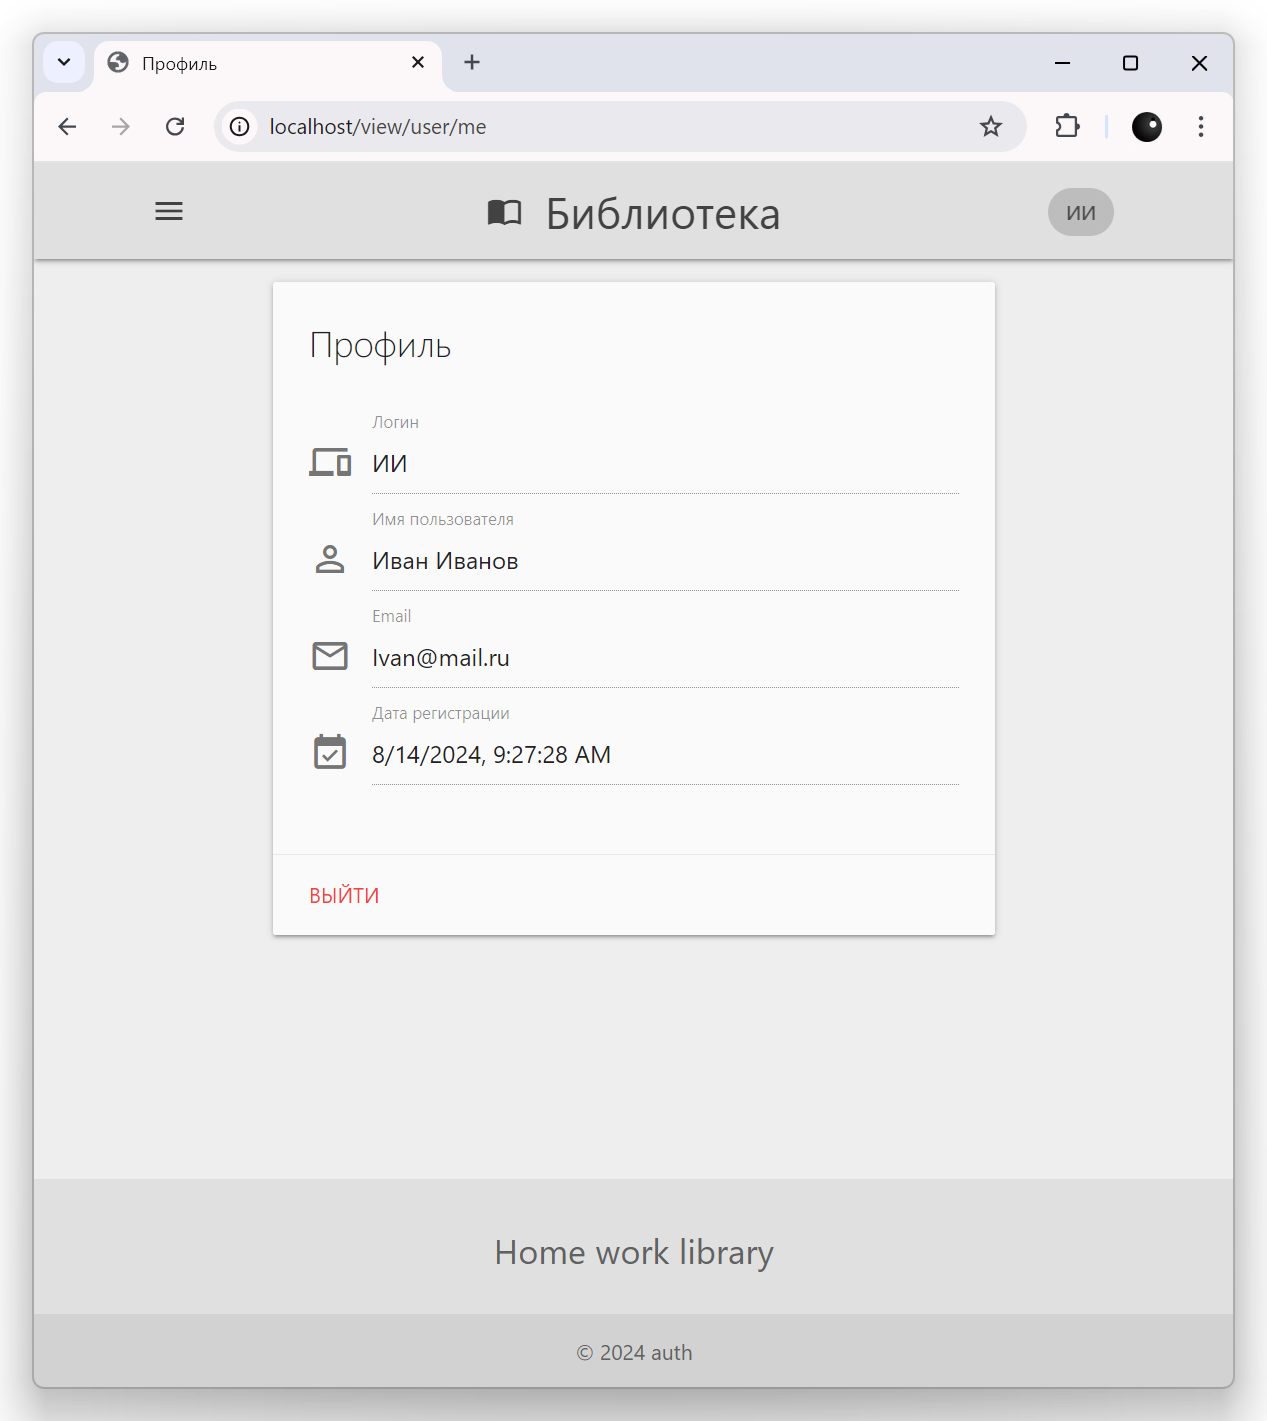 Профиль
localhost/view/user/me
Библиотека
ИИ
Профиль
Логин
ИИ
Имя пользователя
Иван Иванов
Email
Ivan@mail.ru
Дата регистрации
8/14/2024, 9:27:28 AM
ВЫЙТИ
Home work library
© 2024 auth